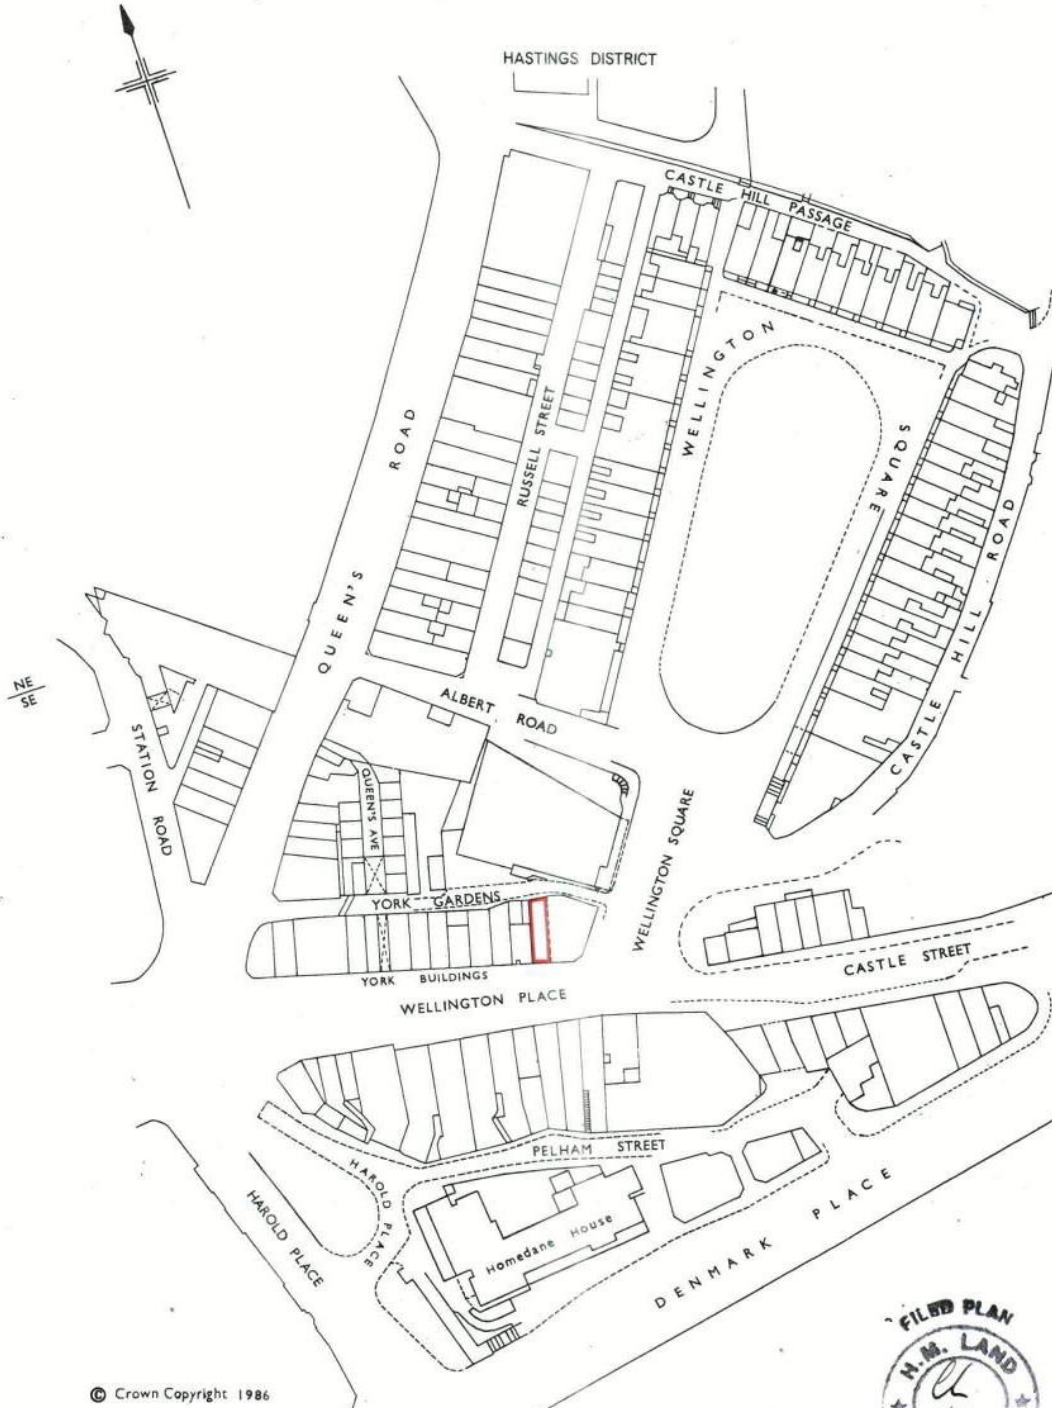 HASTINGS DISTRICT
CASTLE HILL PASSAGE
WELLINGTON
SQUARE
ROAD
QUEEN'S
RUSSELL STREET
CASTLE HILL ROAD
NE
SE
STATION ROAD
ALBERT ROAD
QUEEN'S AVE
WELLINGTON SQUARE
YORK GARDENS
YORK BUILDINGS
WELLINGTON PLACE
CASTLE STREET
PELHAM STREET
HAROLD PLACE
HAROLD PLACE
Homedane House
DENMARK PLACE
FILED PLAN
H.M. LAND
© Crown Copyright 1986